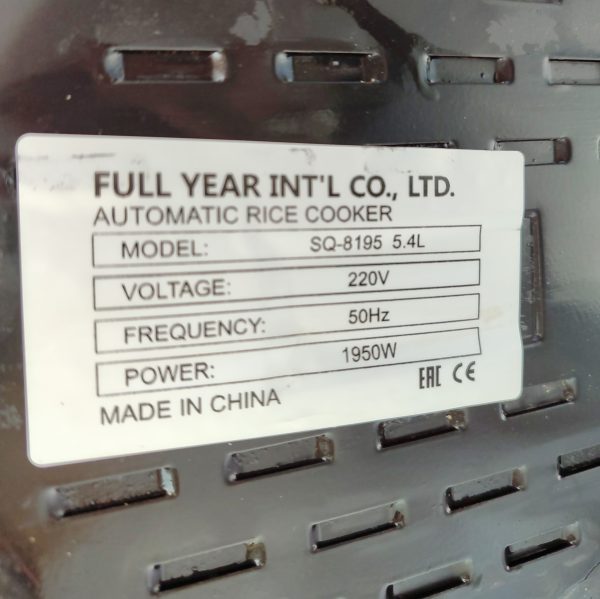 FULL YEAR INT'L CO., LTD.
AUTOMATIC RICE COOKER
MODEL: SQ-8195 5.4L
VOLTAGE: 220V
FREQUENCY: 50Hz
POWER: 1950W
EAC CE
MADE IN CHINA